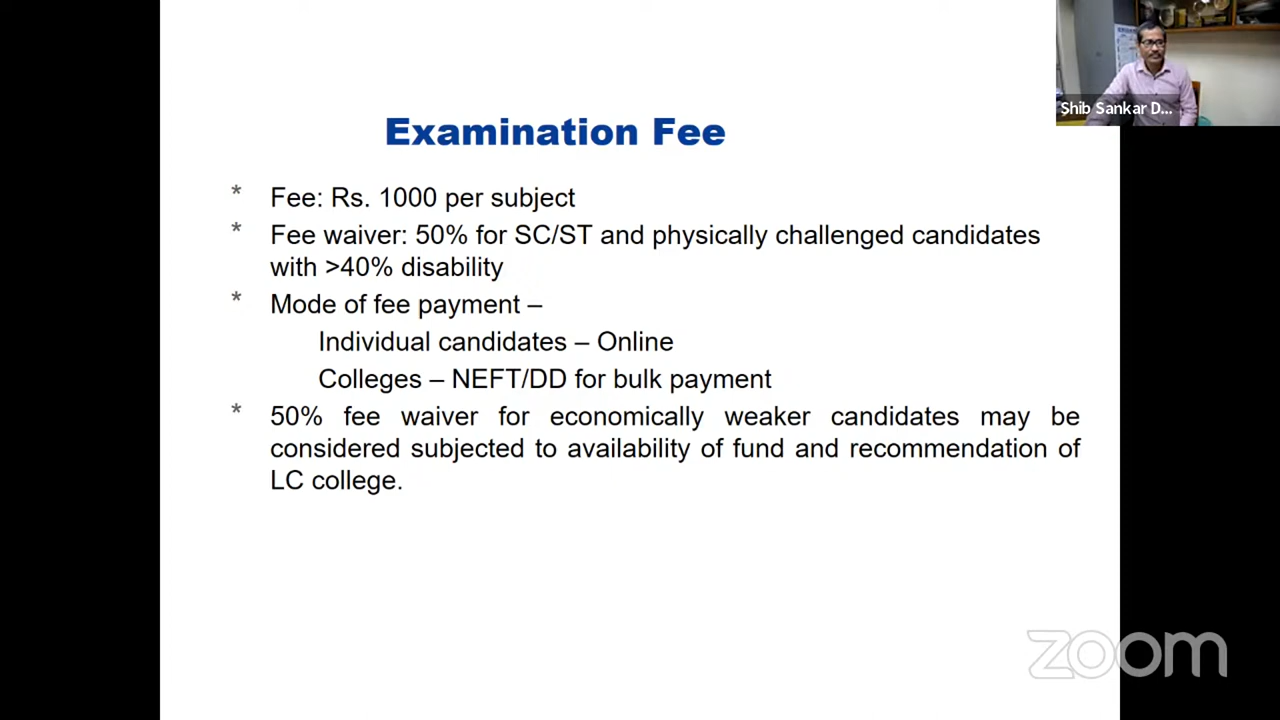 Shib Sankar D...
Examination Fee
* Fee: Rs. 1000 per subject
* Fee waiver: 50% for SC/ST and physically challenged candidates
with >40% disability
* Mode of fee payment –
Individual candidates – Online
Colleges – NEFT/DD for bulk payment
* 50% fee waiver for economically weaker candidates may be
considered subjected to availability of fund and recommendation of
LC college.
zoom